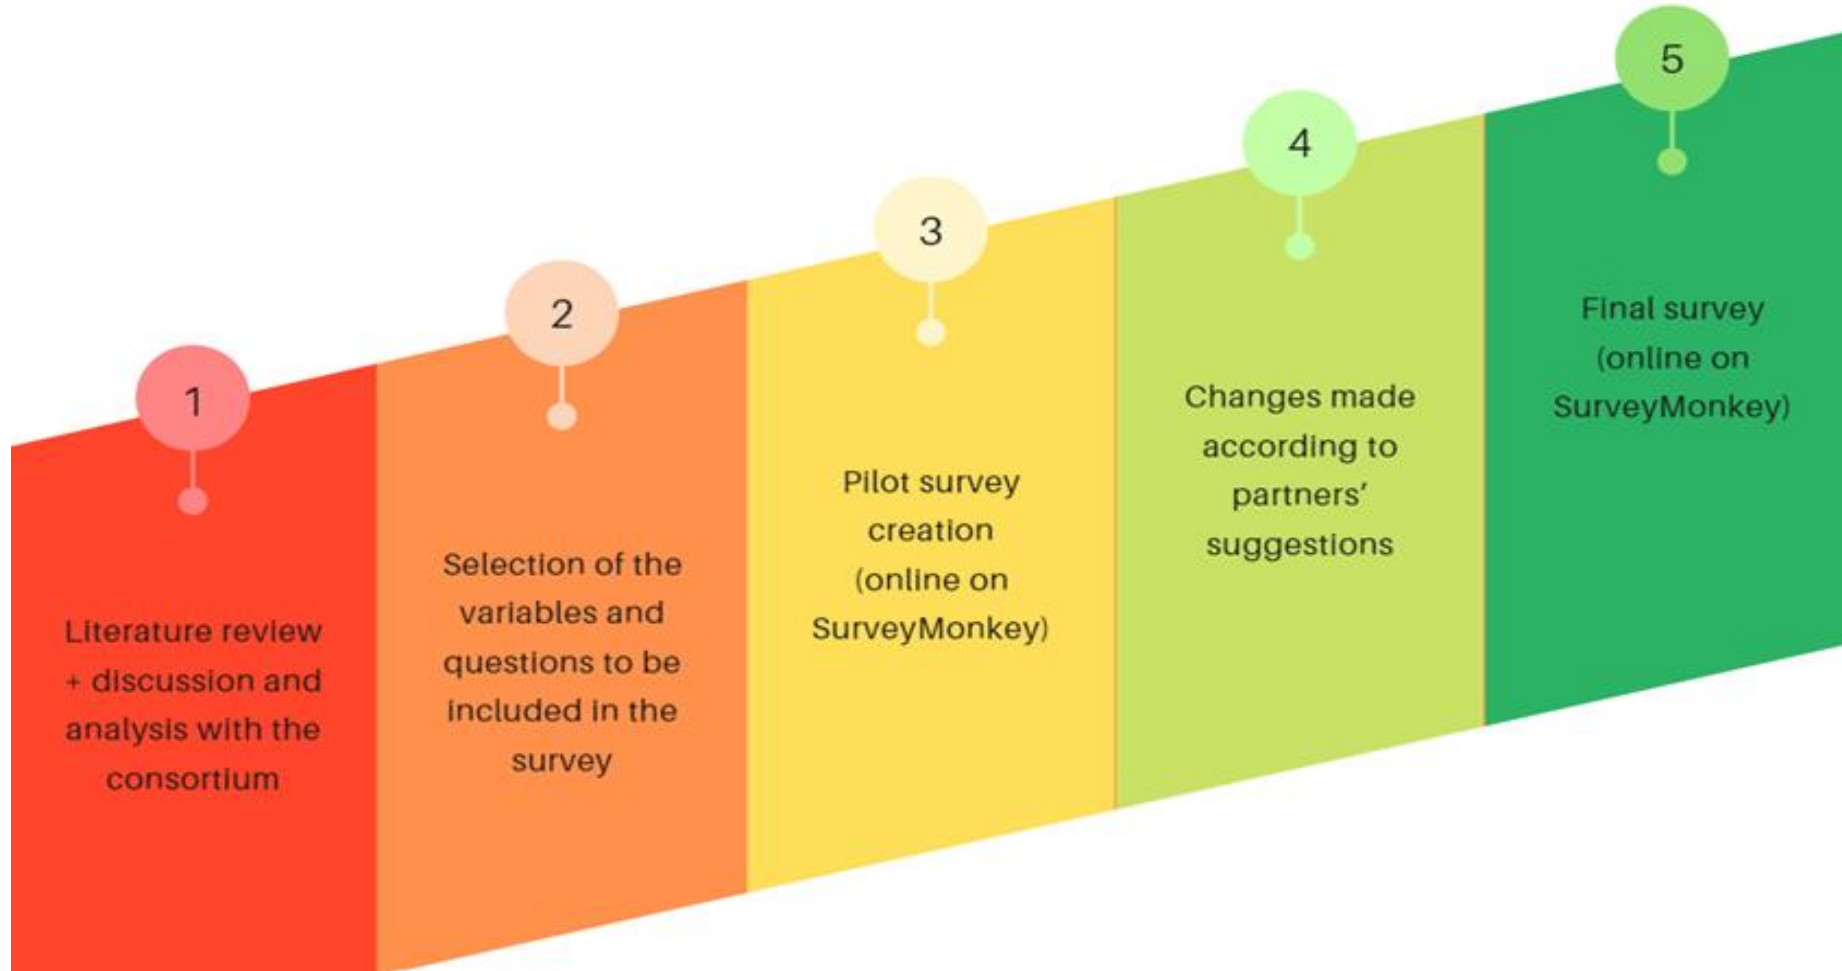 1
Literature review
+ discussion and
analysis with the
consortium
2
Selection of the
variables and
questions to be
included in the
survey
3
Pilot survey
creation
(online on
SurveyMonkey)
4
Changes made
according to
partners’
suggestions
5
Final survey
(online on
SurveyMonkey)